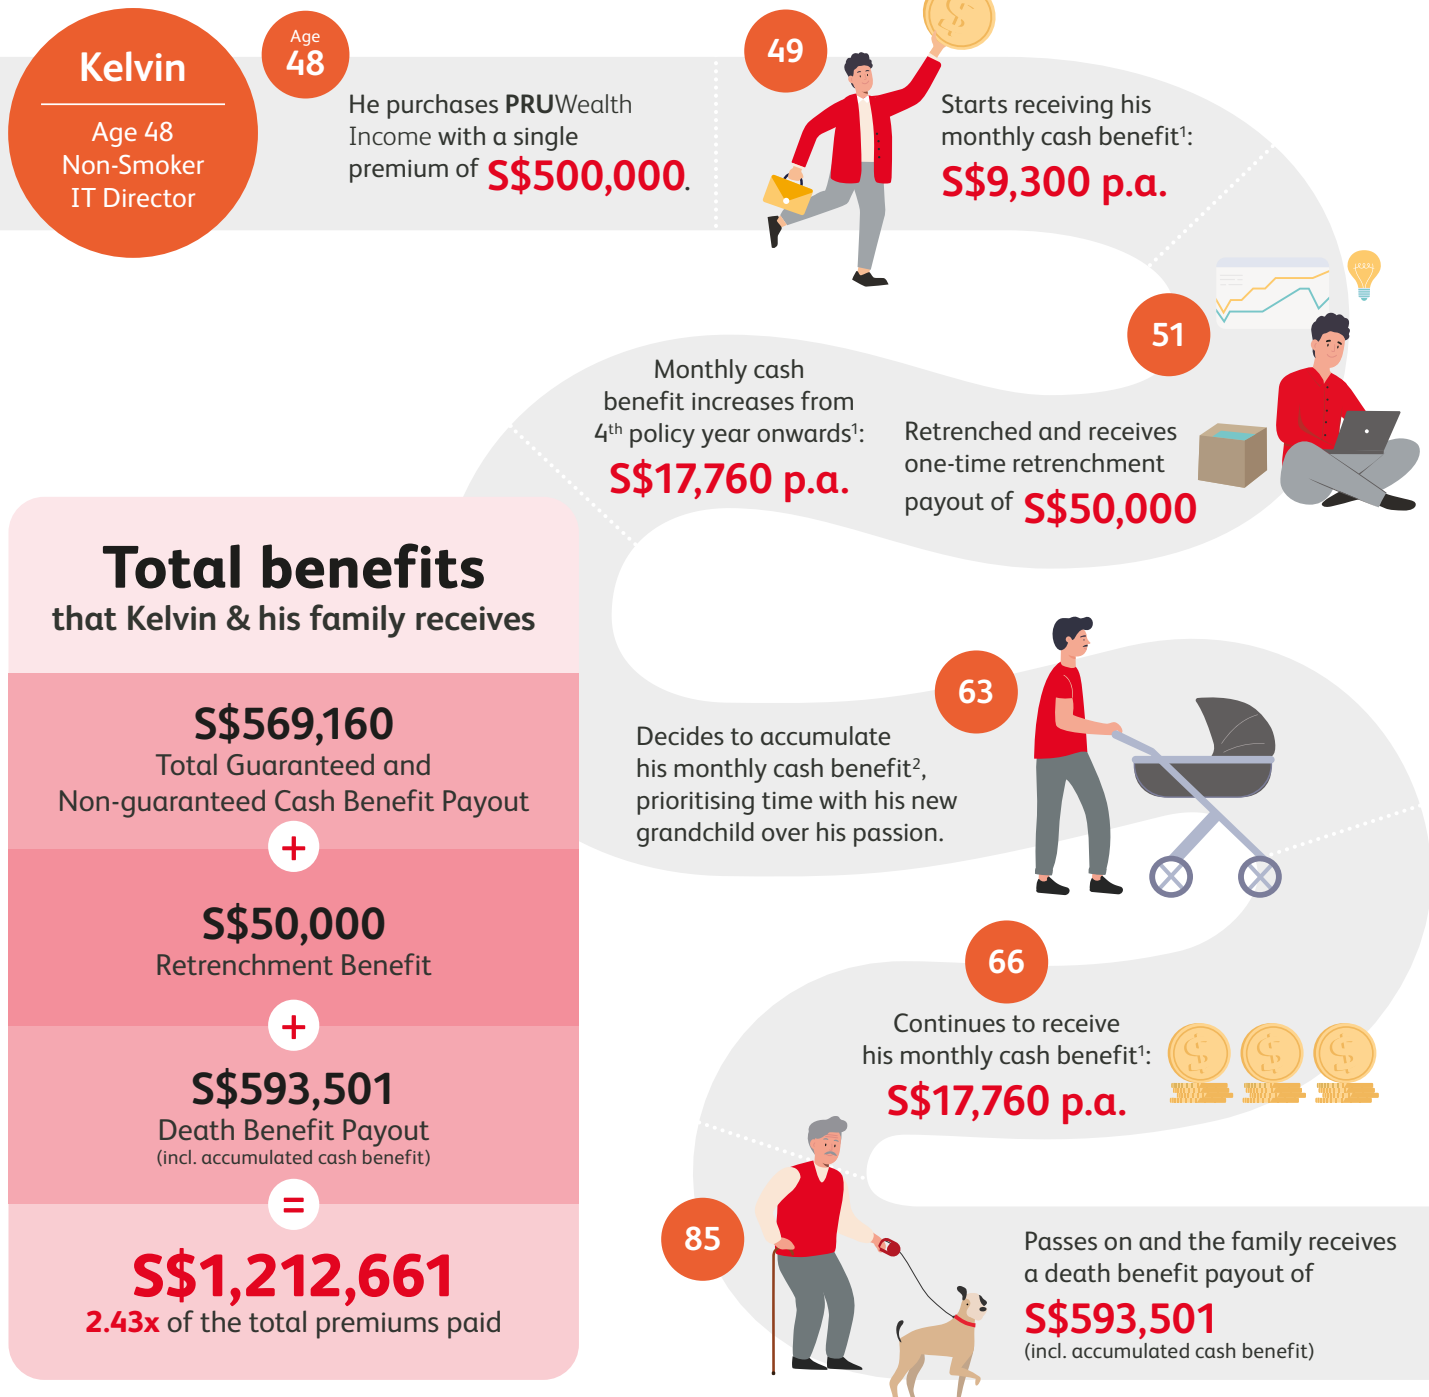 Kelvin
Age 48
Non-Smoker
IT Director
Age
48
He purchases PRUWealth
Income with a single
premium of S$500,000.
49
Starts receiving his
monthly cash benefit¹:
S$9,300 p.a.
51
Retrenched and receives
one-time retrenchment
payout of S$50,000
Monthly cash
benefit increases from
4th policy year onwards¹:
S$17,760 p.a.
63
Decides to accumulate
his monthly cash benefit²,
prioritising time with his new
grandchild over his passion.
66
Continues to receive
his monthly cash benefit¹:
S$17,760 p.a.
85
Passes on and the family receives
a death benefit payout of
S$593,501
(incl. accumulated cash benefit)
Total benefits
that Kelvin & his family receives
S$569,160
Total Guaranteed and
Non-guaranteed Cash Benefit Payout
+
S$50,000
Retrenchment Benefit
+
S$593,501
Death Benefit Payout
(incl. accumulated cash benefit)
=
S$1,212,661
2.43x of the total premiums paid